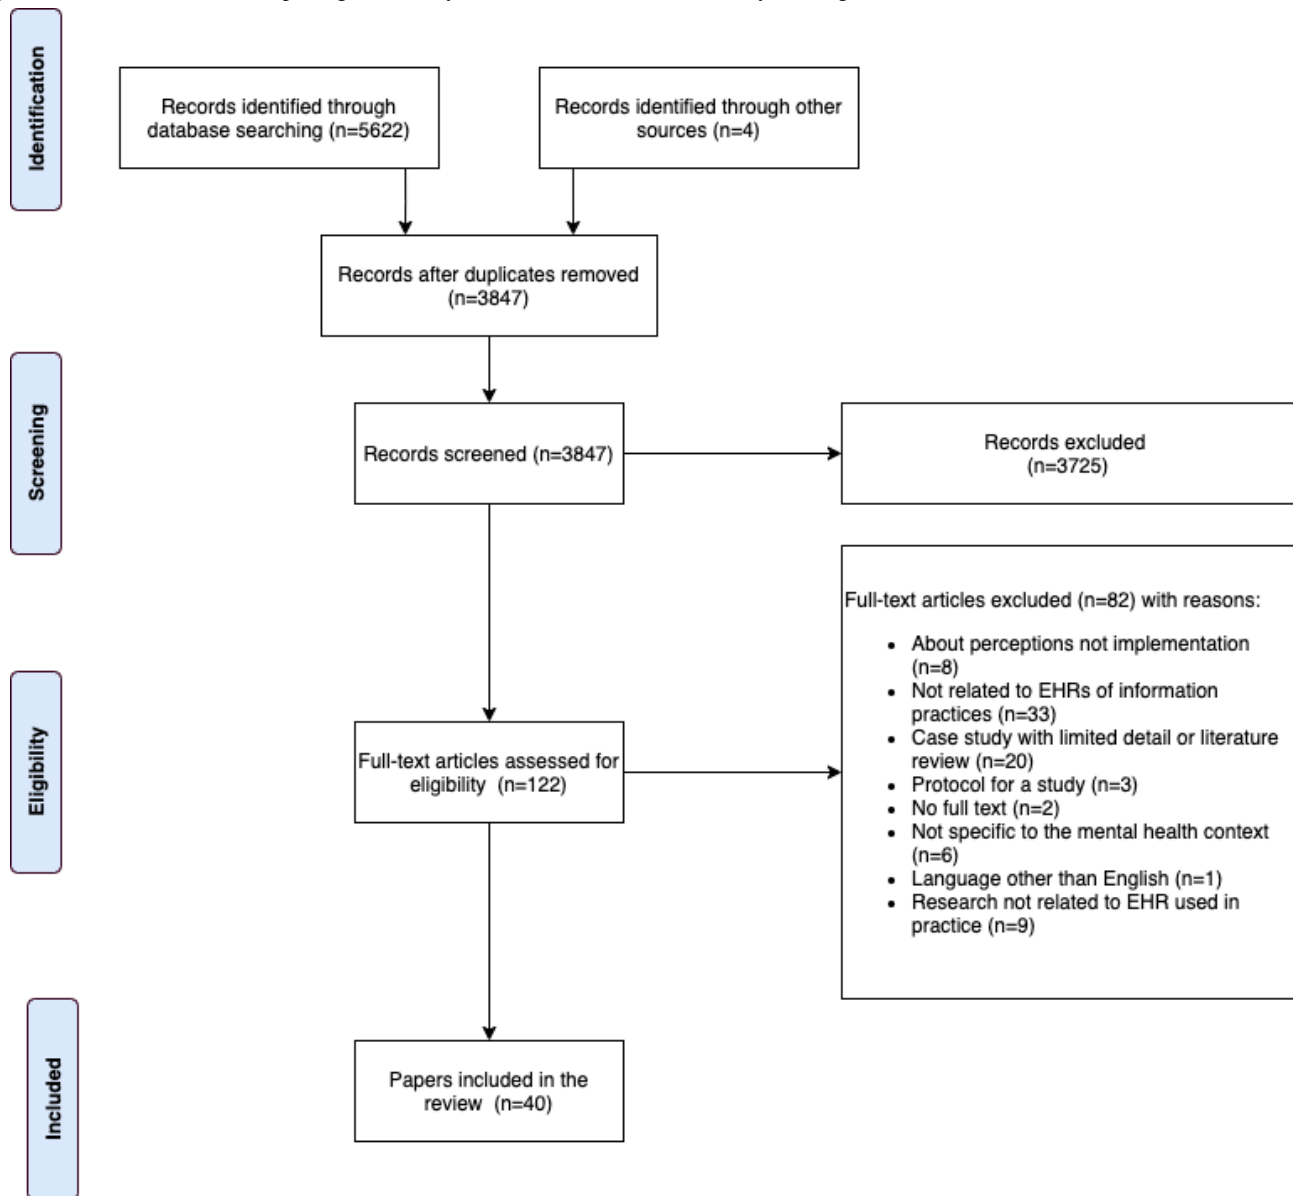 Identification
Records identified through
database searching (n=5622)
Records identified through other
sources (n=4)
Records after duplicates removed
(n=3847)
Screening
Records screened (n=3847)
Records excluded
(n=3725)
Eligibility
Full-text articles assessed for
eligibility (n=122)
Full-text articles excluded (n=82) with reasons:
• About perceptions not implementation
(n=8)
• Not related to EHRs of information
practices (n=33)
• Case study with limited detail or literature
review (n=20)
• Protocol for a study (n=3)
• No full text (n=2)
• Not specific to the mental health context
(n=6)
• Language other than English (n=1)
• Research not related to EHR used in
practice (n=9)
Included
Papers included in the
review (n=40)